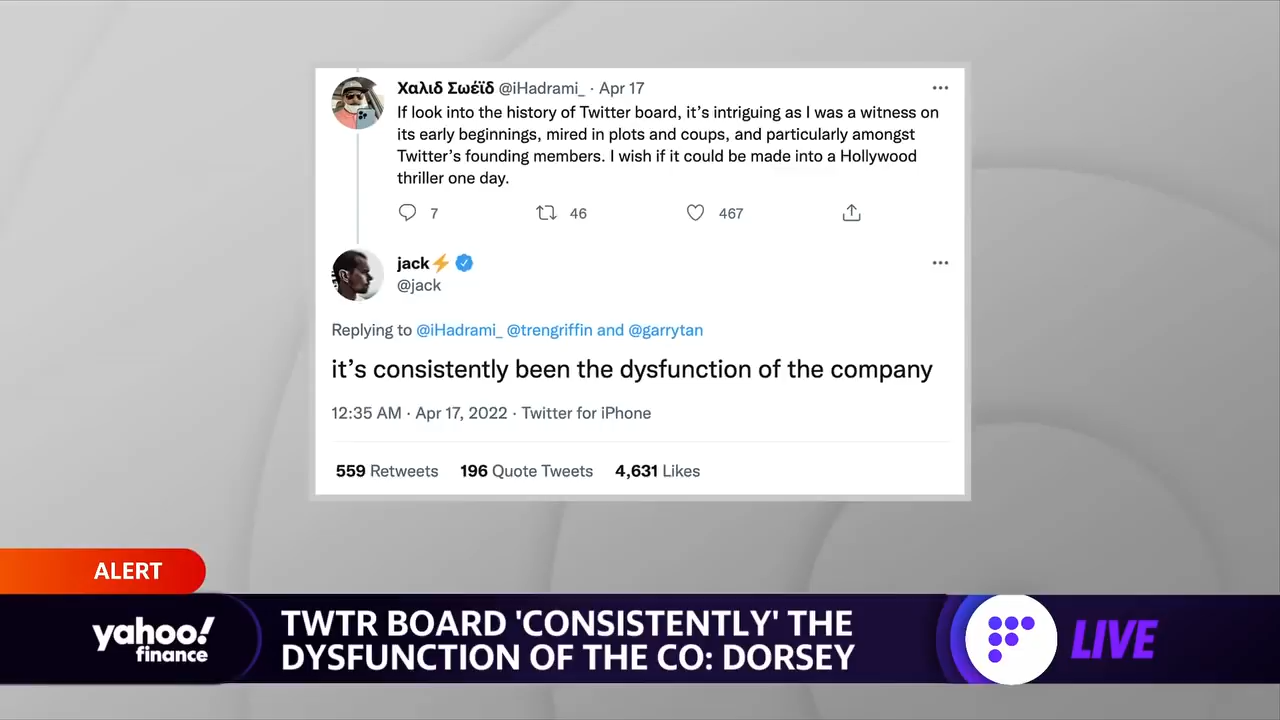 Χαλιδ Σωέϊδ @iHadrami_ · Apr 17
If look into the history of Twitter board, it's intriguing as I was a witness on
its early beginnings, mired in plots and coups, and particularly amongst
Twitter's founding members. I wish if it could be made into a Hollywood
thriller one day.
7 46 467
jack⚡
@jack
Replying to @iHadrami_ @trengriffin and @garrytan
it's consistently been the dysfunction of the company
12:35 AM · Apr 17, 2022 · Twitter for iPhone
559 Retweets 196 Quote Tweets 4,631 Likes
ALERT
yahoo!
finance
TWTR BOARD 'CONSISTENTLY' THE
DYSFUNCTION OF THE CO: DORSEY
LIVE